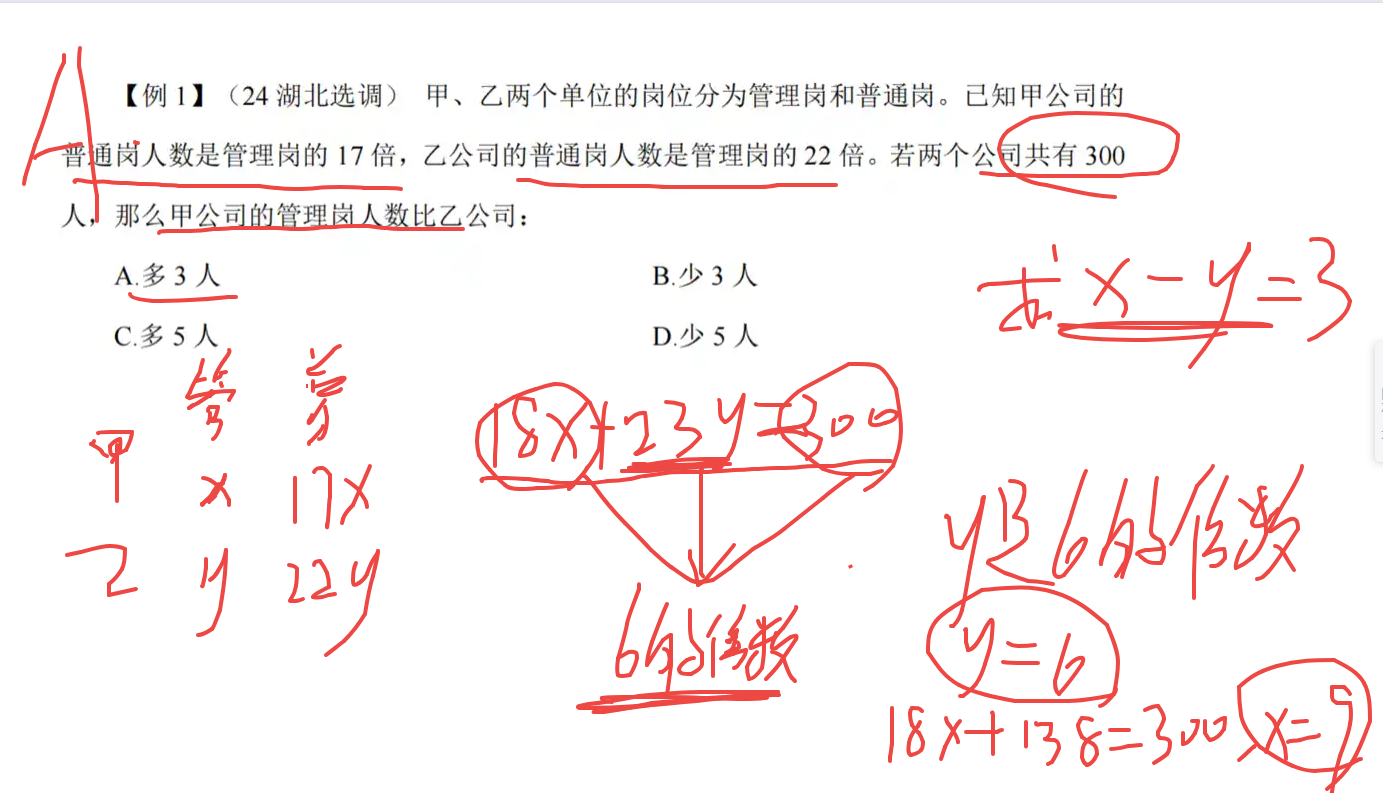 A
【例 1】（24 湖北选调） 甲、乙两个单位的岗位分为管理岗和普通岗。已知甲公司的
普通岗人数是管理岗的 17 倍，乙公司的普通岗人数是管理岗的 22 倍。若两个公司共有 300
人，那么甲公司的管理岗人数比乙公司：
A.多 3 人 B.少 3 人
C.多 5 人 D.少 5 人
求 x-y=3
管 普
甲 x 17x
乙 y 22y
18x+23y=300
6的倍数
y是6的倍数
y=6
18x+138=300 x=9